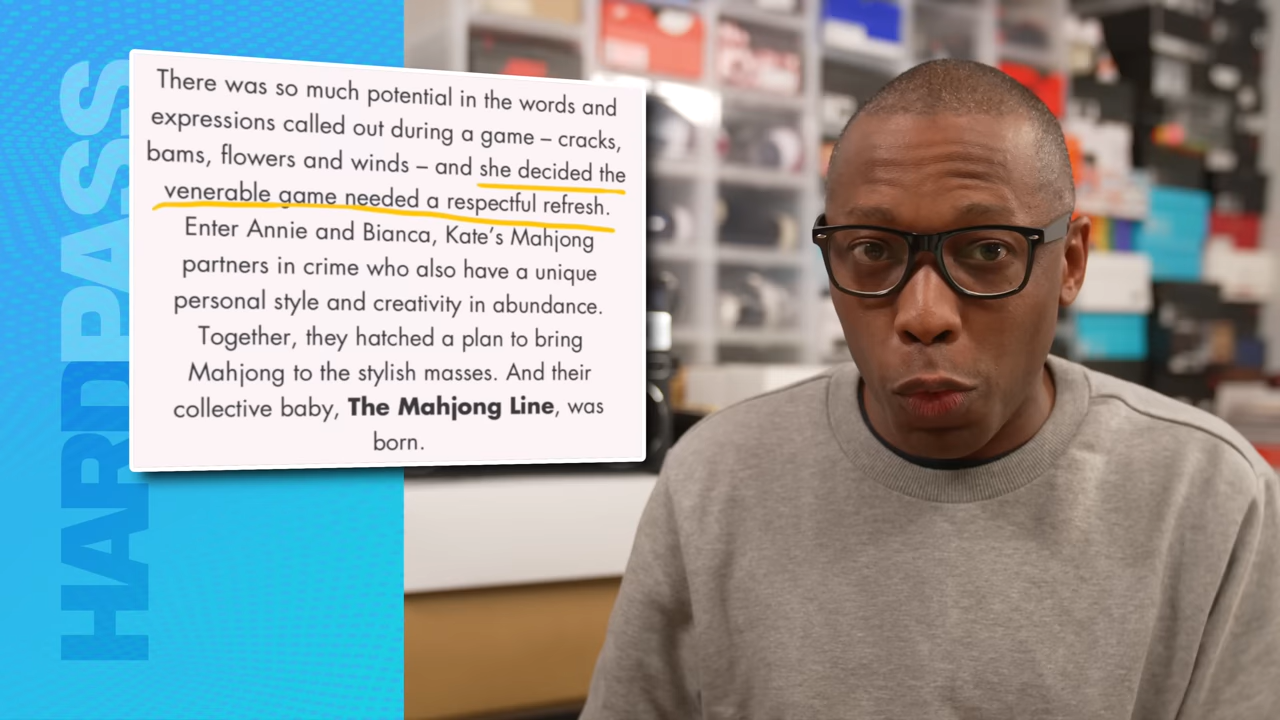 HARD PASS
There was so much potential in the words and
expressions called out during a game – cracks,
bams, flowers and winds – and she decided the
venerable game needed a respectful refresh.
Enter Annie and Bianca, Kate’s Mahjong
partners in crime who also have a unique
personal style and creativity in abundance.
Together, they hatched a plan to bring
Mahjong to the stylish masses. And their
collective baby, The Mahjong Line, was
born.